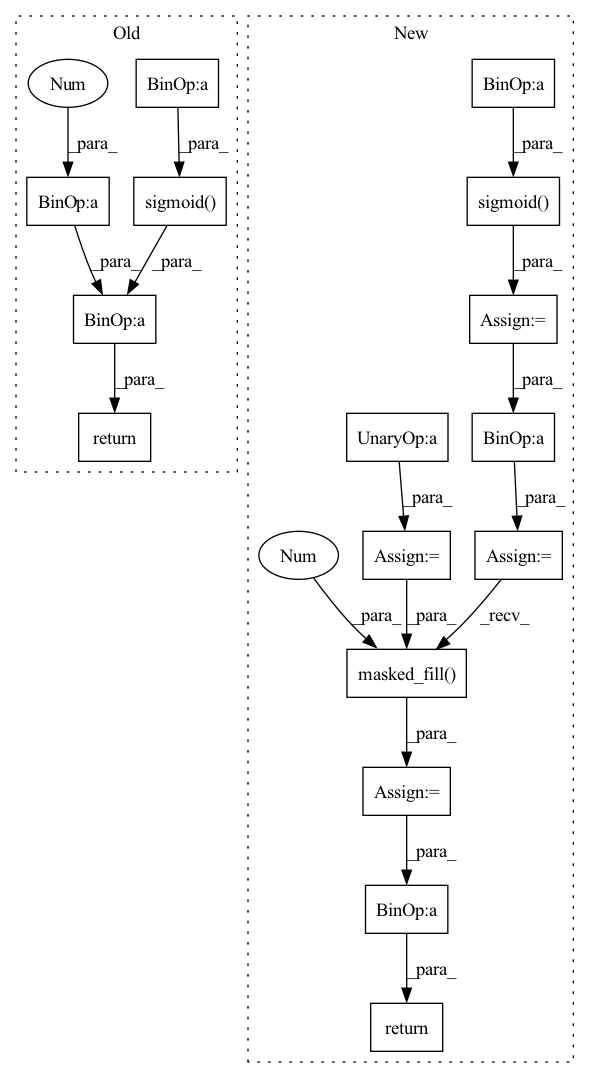 Old
New
Num
BinOp:a
BinOp:a
_para_
_para_
_para_
BinOp:a
sigmoid()
sigmoid()
_para_
_para_
_para_
BinOp:a
Assign:=
_para_
_para_
return
UnaryOp:a
BinOp:a
_para_
_para_
Num
Assign:=
Assign:=
_para_
_para_
_recv_
masked_fill()
_para_
Assign:=
_para_
BinOp:a
_para_
return